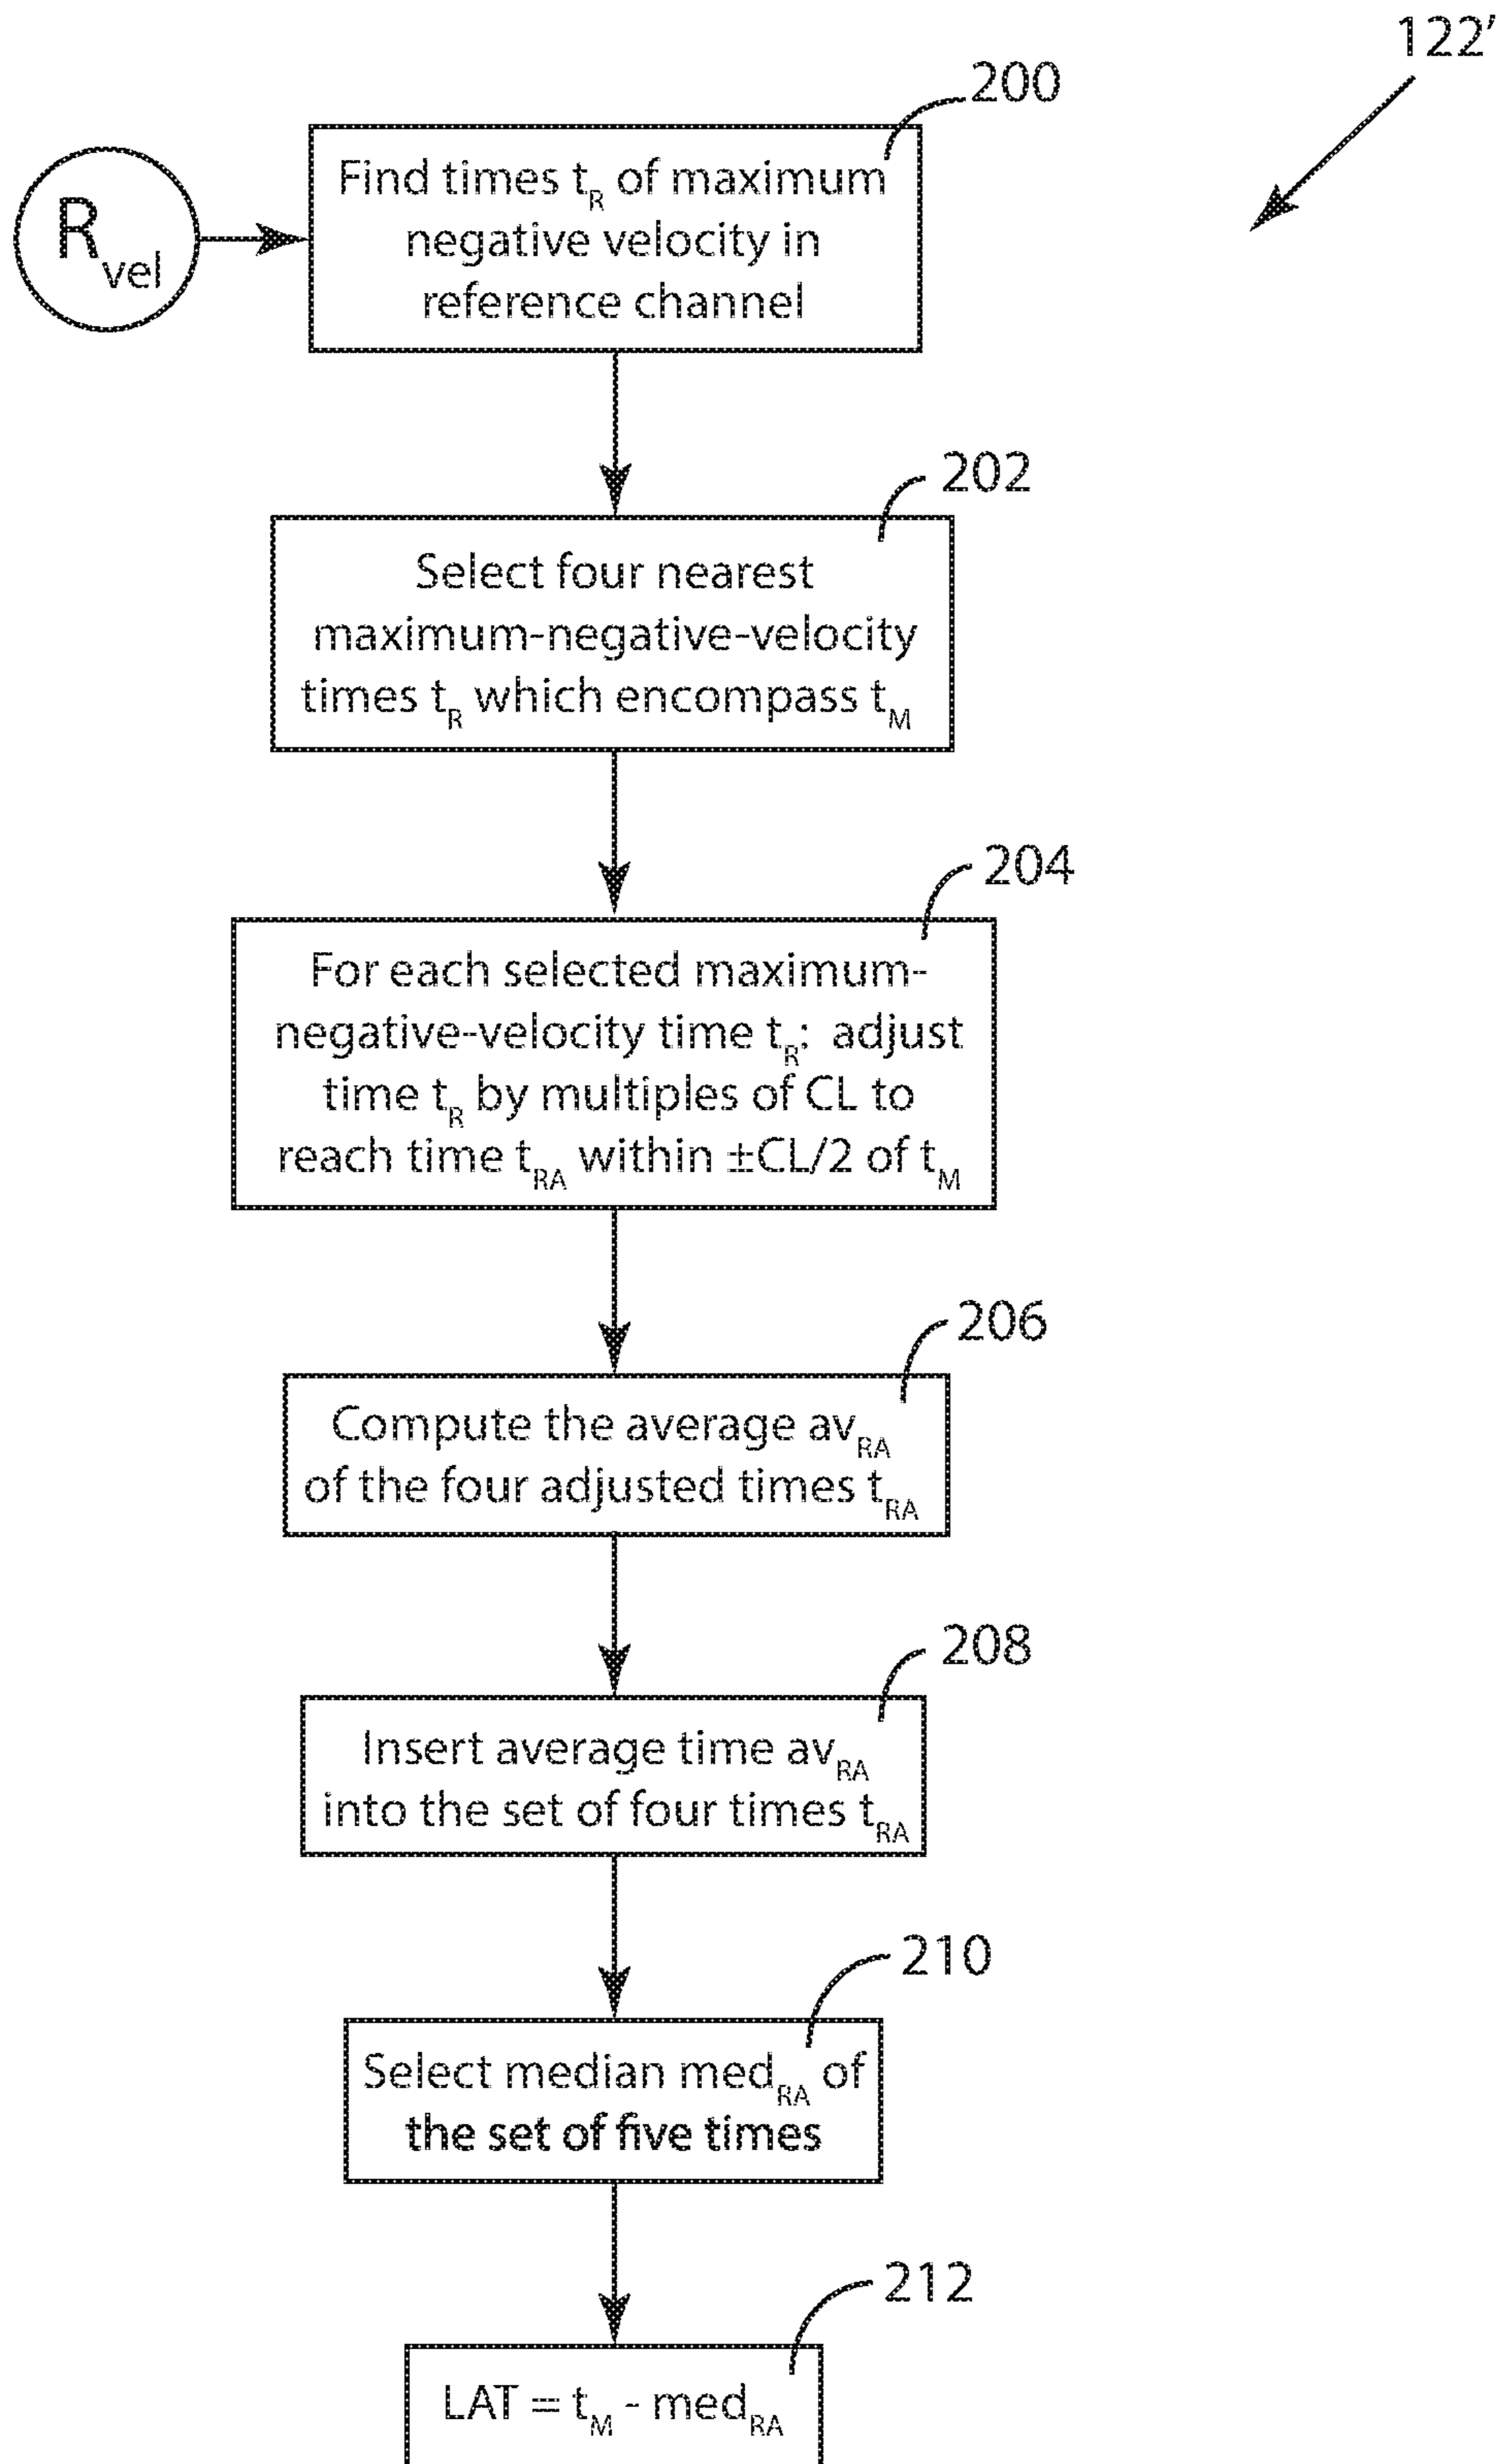 122'
200
R_vel
Find times t_R of maximum
negative velocity in
reference channel
202
Select four nearest
maximum-negative-velocity
times t_R which encompass t_M
204
For each selected maximum-
negative-velocity time t_R: adjust
time t_R by multiples of CL to
reach time t_RA within ±CL/2 of t_M
206
Compute the average av_RA
of the four adjusted times t_RA
208
Insert average time av_RA
into the set of four times t_RA
210
Select median med_RA of
the set of five times
212
LAT = t_M - med_RA